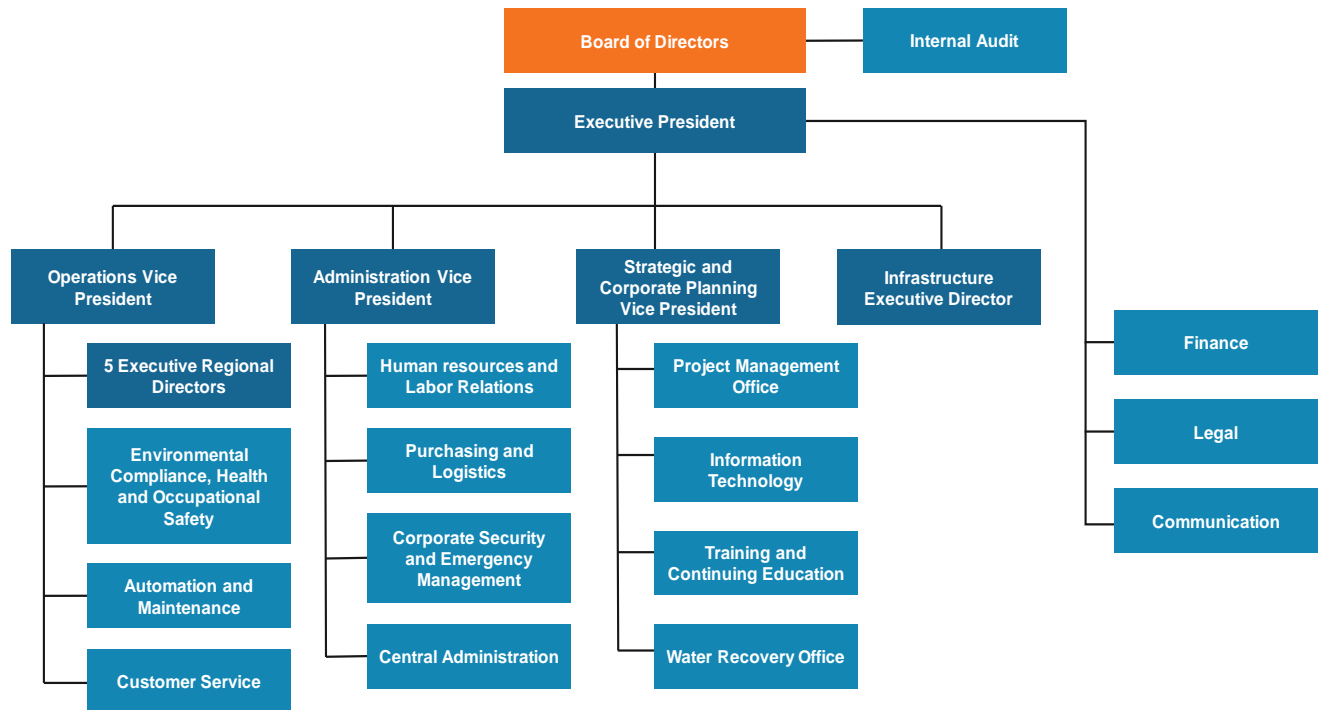 Board of Directors
Internal Audit
Executive President
Operations Vice
President
Administration Vice
President
Strategic and
Corporate Planning
Vice President
Infrastructure
Executive Director
5 Executive Regional
Directors
Environmental
Compliance, Health
and Occupational
Safety
Automation and
Maintenance
Customer Service
Human resources and
Labor Relations
Purchasing and
Logistics
Corporate Security
and Emergency
Management
Central Administration
Project Management
Office
Information
Technology
Training and
Continuing Education
Water Recovery Office
Finance
Legal
Communication